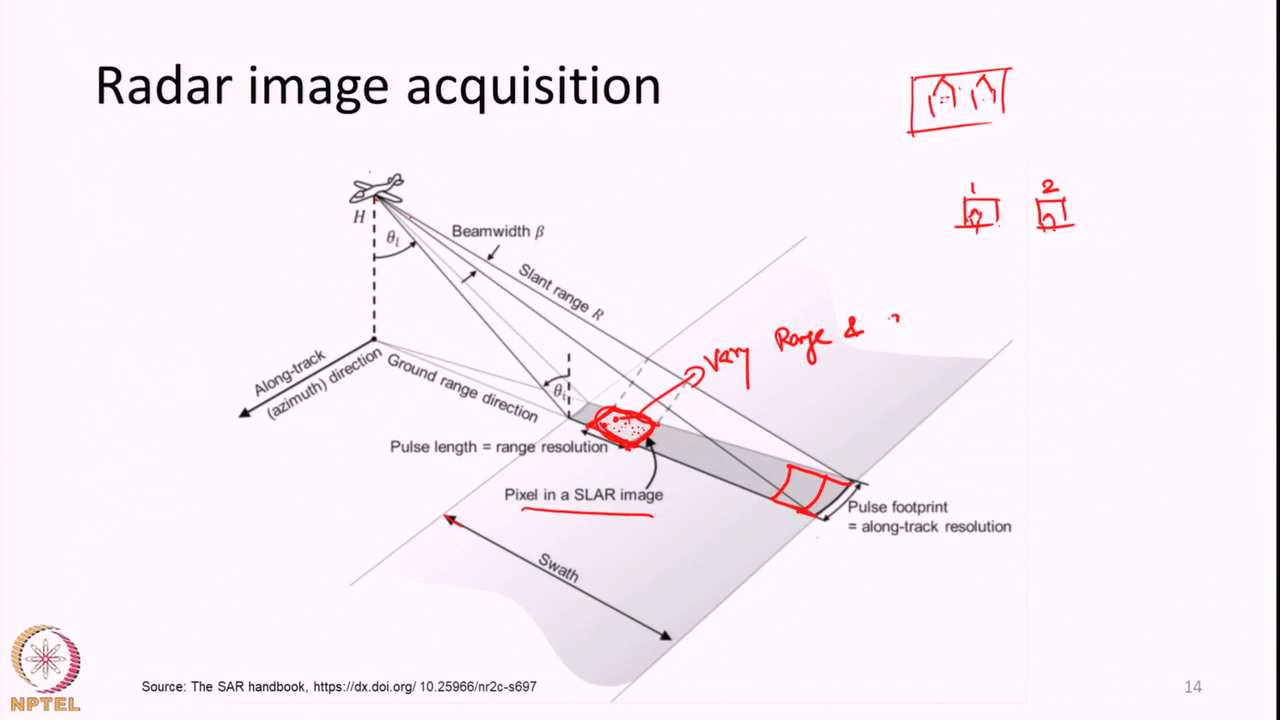 Radar image acquisition
1
2
H
θl
Beamwidth β
Slant range R
Vary Range &
Along-track
(azimuth) direction
Ground range direction
θi
Pulse length = range resolution
Pixel in a SLAR image
Pulse footprint
= along-track resolution
Swath
Source: The SAR handbook, https://dx.doi.org/ 10.25966/nr2c-s697
14
NPTEL